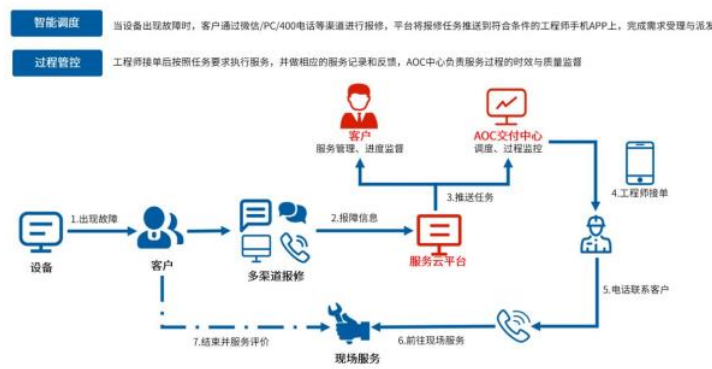 智能调度
当设备出现故障时，客户通过微信/PC/400电话等渠道进行报修，平台将报修任务推送到符合条件的工程师手机APP上，完成需求受理与派发
过程管控
工程师接单后按照任务要求执行服务，并做相应的服务记录和反馈，AOC中心负责服务过程的时效与质量监督
客户
服务管理、进度监督
AOC交付中心
调度、过程监控
3.推送任务
4.工程师接单
1.出现故障
2.报障信息
设备
客户
多渠道报修
服务云平台
5.电话联系客户
7.结束并服务评价
6.前往现场服务
现场服务